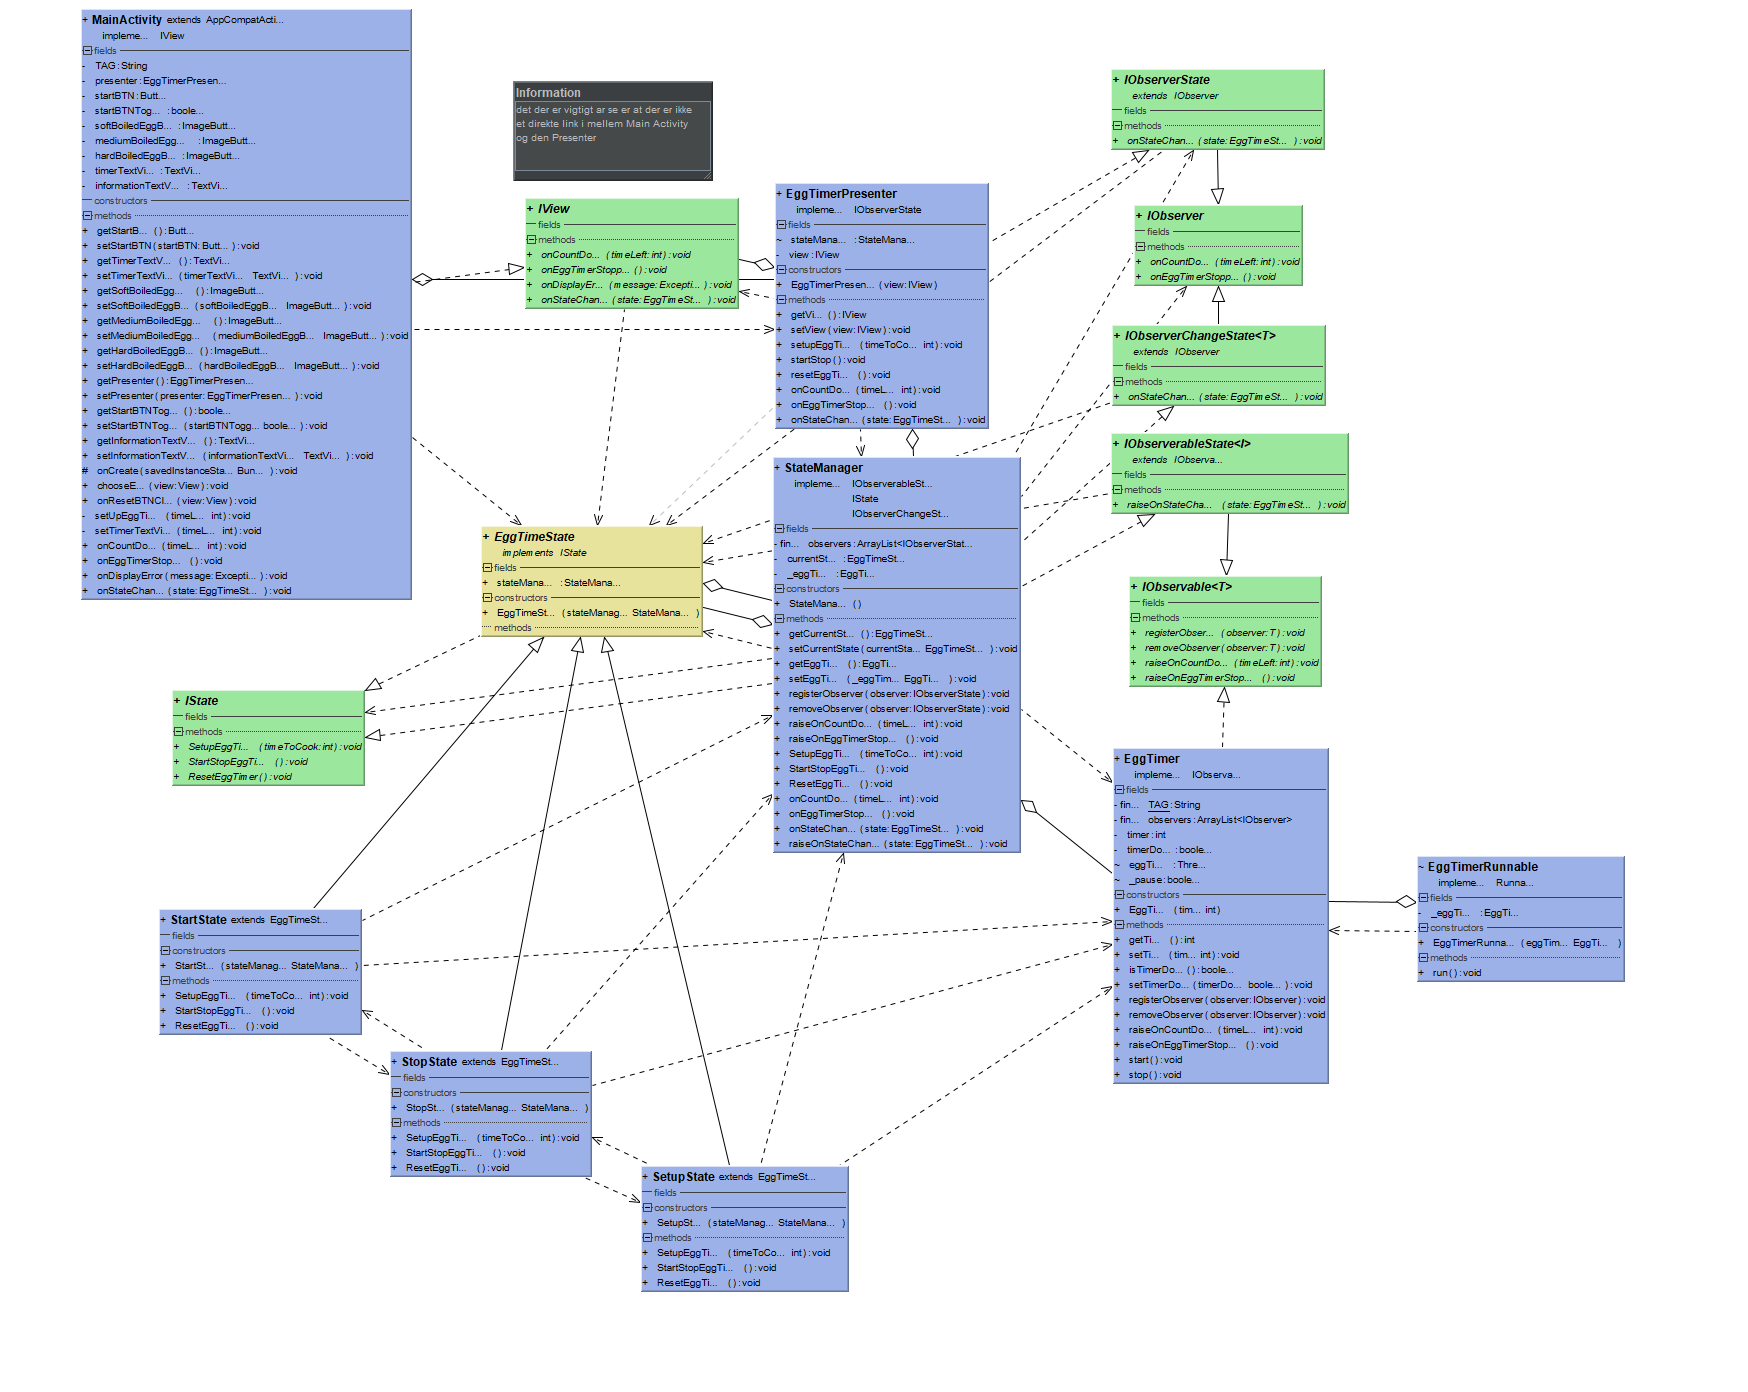 + MainActivity extends AppCompatActi...
impleme... IView
fields
- TAG : String
- presenter : EggTimerPresen...
- startBTN : Butt...
- startBTNTog... : boole...
- softBoiledEggB... : ImageButt...
- mediumBoiledEgg... : ImageButt...
- hardBoiledEggB... : ImageButt...
- timerTextVi... : TextVi...
- informationTextV... : TextVi...
constructors
methods
+ getStartB... () : Butt...
+ setStartBTN (startBTN: Butt... ) : void
+ getTimerTextV... () : TextVi...
+ setTimerTextVi... (timerTextVi... TextVi... ) : void
+ getSoftBoiledEgg... () : ImageButt...
+ setSoftBoiledEggB... (softBoiledEggB... ImageButt... ) : void
+ getMediumBoiledEgg... () : ImageButt...
+ setMediumBoiledEgg... (mediumBoiledEggB... ImageButt... ) : void
+ getHardBoiledEggB... () : ImageButt...
+ setHardBoiledEggB... (hardBoiledEggB... ImageButt... ) : void
+ getPresenter () : EggTimerPresen...
+ setPresenter (presenter: EggTimerPresen... ) : void
+ getStartBTNTog... () : boole...
+ setStartBTNTog... (startBTNTogg... boole... ) : void
+ getInformationTextV... () : TextVi...
+ setInformationTextV... (informationTextVi... TextVi... ) : void
# onCreate (savedInstanceSta... Bun... ) : void
+ chooseE... (view: View) : void
+ onResetBTNCl... (view: View) : void
- setUpEggTi... (timeL... int) : void
- setTimerTextVi... (timeL... int) : void
+ onCountDo... (timeL... int) : void
+ onEggTimerStop... () : void
+ onDisplayError (message: Excepti... ) : void
+ onStateChan... (state: EggTimeSt... ) : void
Information
det der er vigtigt ar se er at der er ikke
et direkte link i mellem Main Activity
og den Presenter
+ IView
fields
methods
+ onCountDo... (timeLeft: int) : void
+ onEggTimerStopp... () : void
+ onDisplayEr... (message: Excepti... ) : void
+ onStateChan... (state: EggTimeSt... ) : void
+ EggTimerPresenter
impleme... IObserverState
fields
~ stateMana... : StateMana...
- view : IView
constructors
+ EggTimerPresen... (view: IView)
methods
+ getVi... () : IView
+ setView (view: IView) : void
+ setupEggTi... (timeToCo... int) : void
+ startStop () : void
+ resetEggTi... () : void
+ onCountDo... (timeL... int) : void
+ onEggTimerStop... () : void
+ onStateChan... (state: EggTimeSt... ) : void
+ IObserverState
extends IObserver
fields
methods
+ onStateChan... (state: EggTimeSt... ) : void
+ IObserver
fields
methods
+ onCountDo... (timeLeft: int) : void
+ onEggTimerStopp... () : void
+ IObserverChangeState<T>
extends IObserver
fields
methods
+ onStateChan... (state: EggTimeSt... ) : void
+ IObserverableState<I>
extends IObserva...
fields
methods
+ raiseOnStateCha... (state: EggTimeSt... ) : void
+ IObservable<T>
fields
methods
+ registerObser... (observer: T) : void
+ removeObserver (observer: T) : void
+ raiseOnCountDo... (timeLeft: int) : void
+ raiseOnEggTimerStop... () : void
+ StateManager
impleme... IObserverableSt...
IState
IObserverChangeSt...
fields
- fin... observers : ArrayList<IObserverStat...
- currentSt... : EggTimeSt...
- _eggTi... : EggTi...
constructors
+ StateMana... ()
methods
+ getCurrentSt... () : EggTimeSt...
+ setCurrentState (currentSta... EggTimeSt... ) : void
+ getEggTi... () : EggTi...
+ setEggTi... (_eggTim... EggTi... ) : void
+ registerObserver (observer: IObserverState) : void
+ removeObserver (observer: IObserverState) : void
+ raiseOnCountDo... (timeL... int) : void
+ raiseOnEggTimerStop... () : void
+ SetupEggTi... (timeToCo... int) : void
+ StartStopEggTi... () : void
+ ResetEggTi... () : void
+ onCountDo... (timeL... int) : void
+ onEggTimerStop... () : void
+ onStateChan... (state: EggTimeSt... ) : void
+ raiseOnStateChan... (state: EggTimeSt... ) : void
+ EggTimeState
implements IState
fields
+ stateMana... : StateMana...
constructors
+ EggTimeSt... (stateManag... StateMana... )
methods
+ IState
fields
methods
+ SetupEggTi... (timeToCook: int) : void
+ StartStopEggTi... () : void
+ ResetEggTimer () : void
+ EggTimer
impleme... IObserva...
fields
- fin... TAG : String
- fin... observers : ArrayList<IObserver>
- timer : int
- timerDo... : boole...
~ eggTi... : Thre...
~ _pause : boole...
constructors
+ EggTi... (tim... int)
methods
+ getTi... () : int
+ setTi... (tim... int) : void
+ isTimerDo... () : boole...
+ setTimerDo... (timerDo... boole... ) : void
+ registerObserver (observer: IObserver) : void
+ removeObserver (observer: IObserver) : void
+ raiseOnCountDo... (timeL... int) : void
+ raiseOnEggTimerStop... () : void
+ start () : void
+ stop () : void
~ EggTimerRunnable
impleme... Runna...
fields
- _eggTi... : EggTi...
constructors
+ EggTimerRunna... (eggTim... EggTi... )
methods
+ run () : void
+ StartState extends EggTimeSt...
fields
constructors
+ StartSt... (stateManag... StateMana... )
methods
+ SetupEggTi... (timeToCo... int) : void
+ StartStopEggTi... () : void
+ ResetEggTi... () : void
+ StopState extends EggTimeSt...
fields
constructors
+ StopSt... (stateManag... StateMana... )
methods
+ SetupEggTi... (timeToCo... int) : void
+ StartStopEggTi... () : void
+ ResetEggTi... () : void
+ SetupState extends EggTimeSt...
fields
constructors
+ SetupSt... (stateManag... StateMana... )
methods
+ SetupEggTi... (timeToCo... int) : void
+ StartStopEggTi... () : void
+ ResetEggTi... () : void